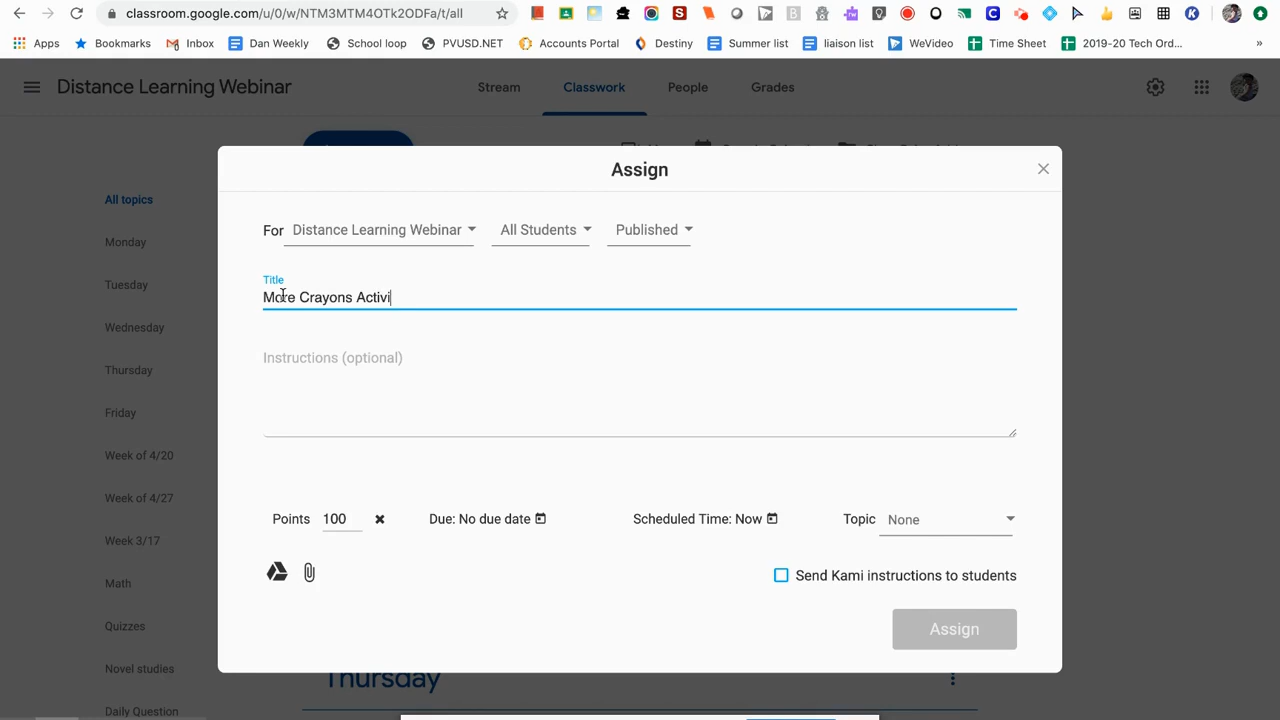 classroom.google.com/u/0/w/NTM3MTM4OTk2ODFa/t/all
Apps Bookmarks Inbox Dan Weekly School loop PVUSD.NET Accounts Portal Destiny Summer list liaison list WeVideo Time Sheet 2019-20 Tech Ord... »
Distance Learning Webinar Stream Classwork People Grades
Assign
All topics
Monday
Tuesday
Wednesday
Thursday
Friday
Week of 4/20
Week of 4/27
Week 3/17
Math
Quizzes
Novel studies
Daily Question
For Distance Learning Webinar All Students Published
Title
More Crayons Activi
Instructions (optional)
Points 100 Due: No due date Scheduled Time: Now Topic None
Send Kami instructions to students
Assign
Thursday